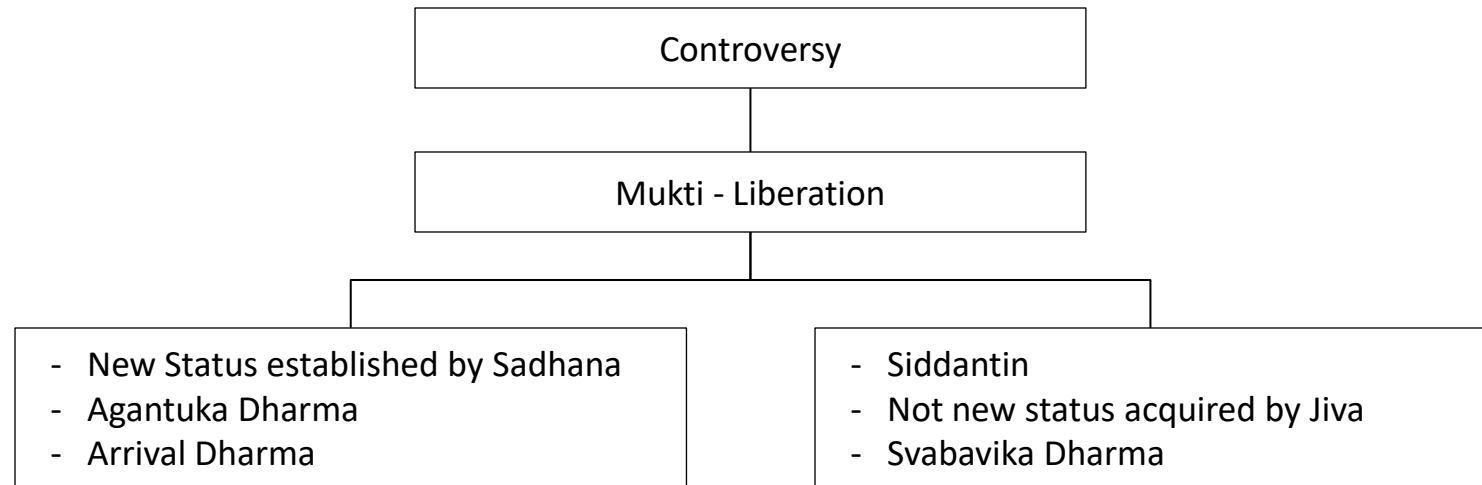 Controversy
Mukti - Liberation
- New Status established by Sadhana
- Agantuka Dharma
- Arrival Dharma
- Siddantin
- Not new status acquired by Jiva
- Svabavika Dharma